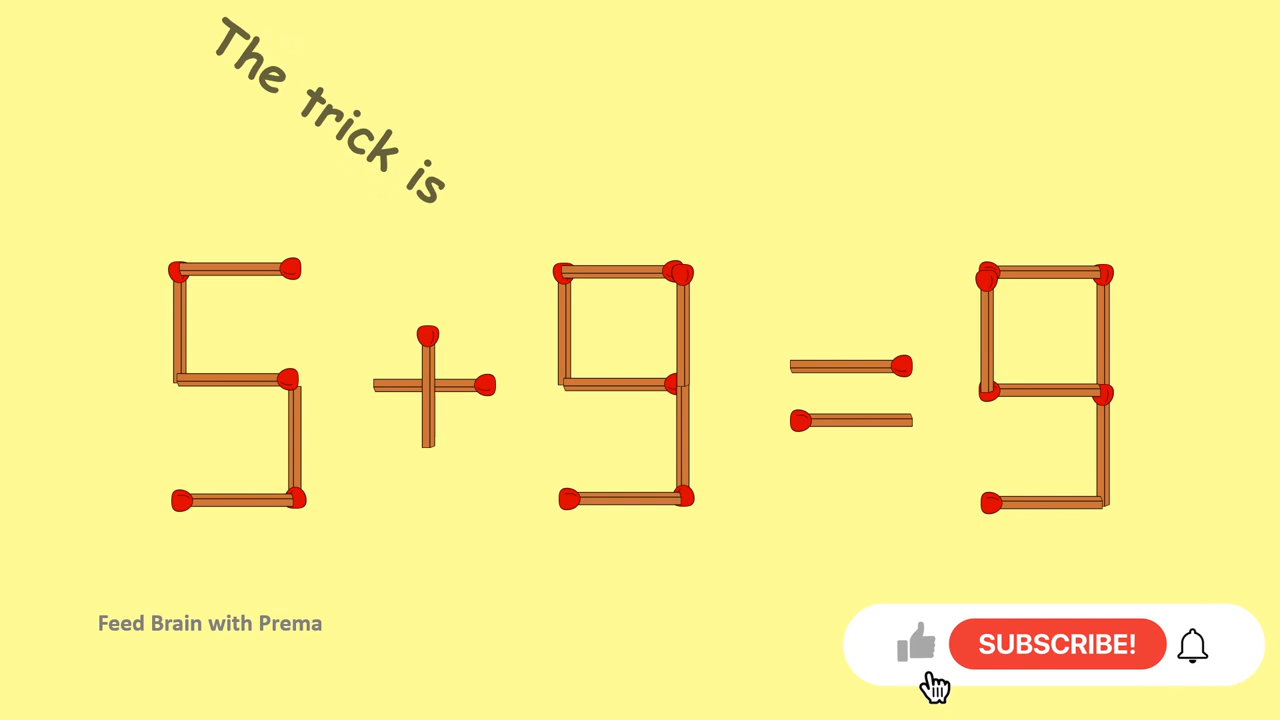 The trick is
5 + 9 = 9
Feed Brain with Prema
SUBSCRIBE!